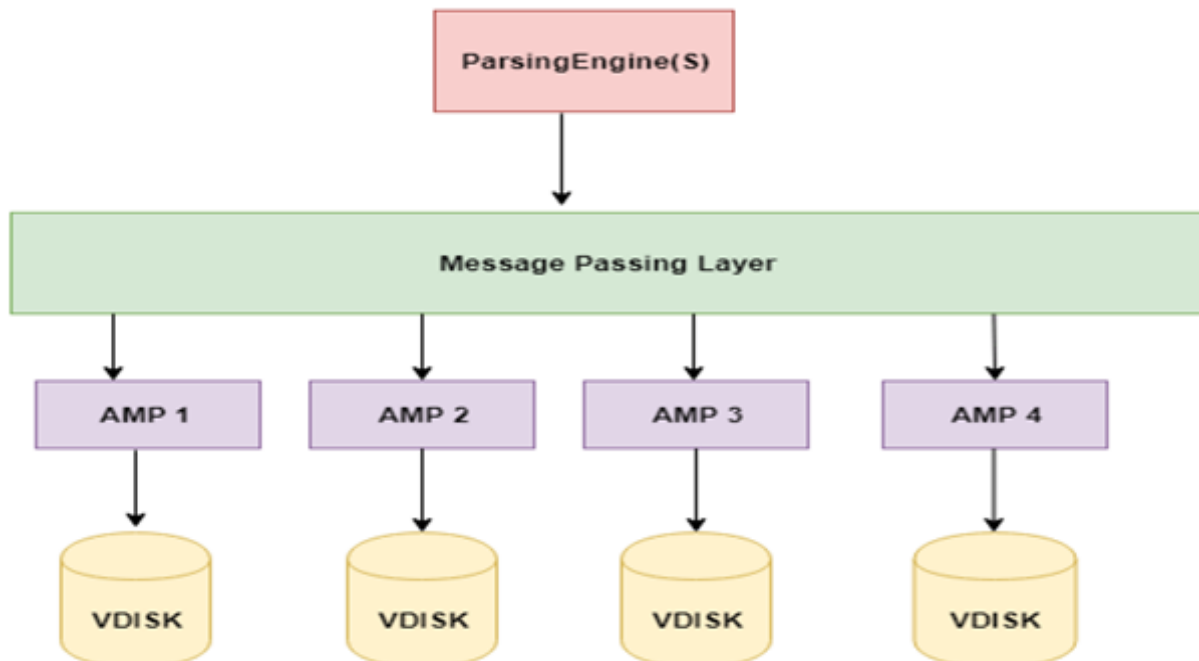 ParsingEngine(S)
Message Passing Layer
AMP 1
AMP 2
AMP 3
AMP 4
VDISK
VDISK
VDISK
VDISK